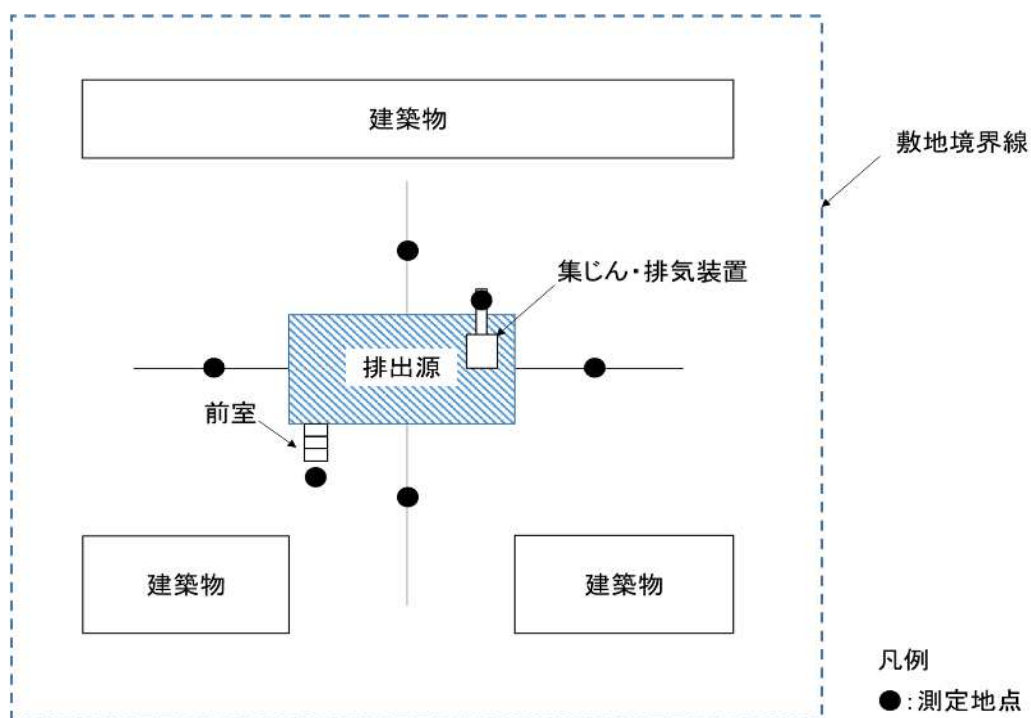 建築物
敷地境界線
集じん・排気装置
排出源
前室
建築物
建築物
凡例
●:測定地点